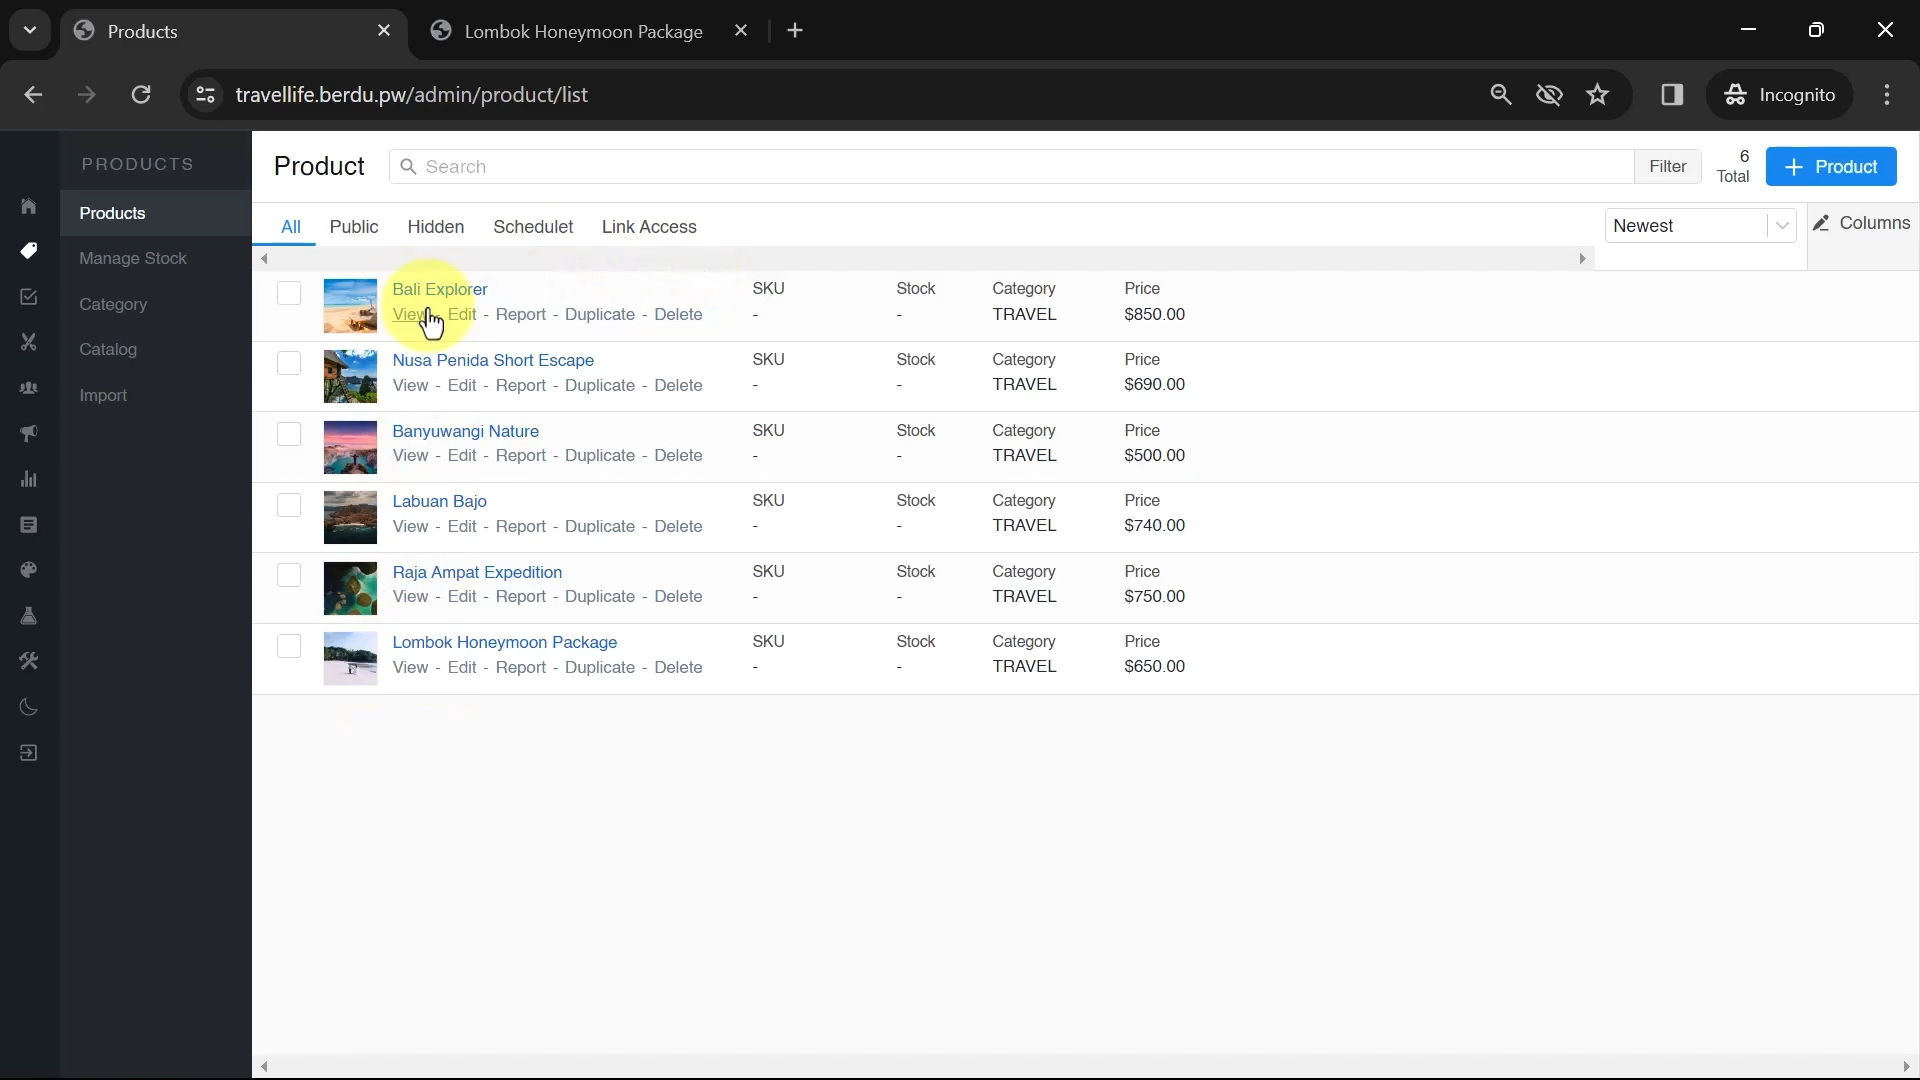 Products
Lombok Honeymoon Package
travellife.berdu.pw/admin/product/list
Incognito
PRODUCTS
Products
Manage Stock
Category
Catalog
Import
Product
Search
Filter
6
Total
+ Product
All Public Hidden Schedulet Link Access
Newest
Columns
Bali Explorer SKU Stock Category Price
View - Edit - Report - Duplicate - Delete - - TRAVEL $850.00
Nusa Penida Short Escape SKU Stock Category Price
View - Edit - Report - Duplicate - Delete - - TRAVEL $690.00
Banyuwangi Nature SKU Stock Category Price
View - Edit - Report - Duplicate - Delete - - TRAVEL $500.00
Labuan Bajo SKU Stock Category Price
View - Edit - Report - Duplicate - Delete - - TRAVEL $740.00
Raja Ampat Expedition SKU Stock Category Price
View - Edit - Report - Duplicate - Delete - - TRAVEL $750.00
Lombok Honeymoon Package SKU Stock Category Price
View - Edit - Report - Duplicate - Delete - - TRAVEL $650.00